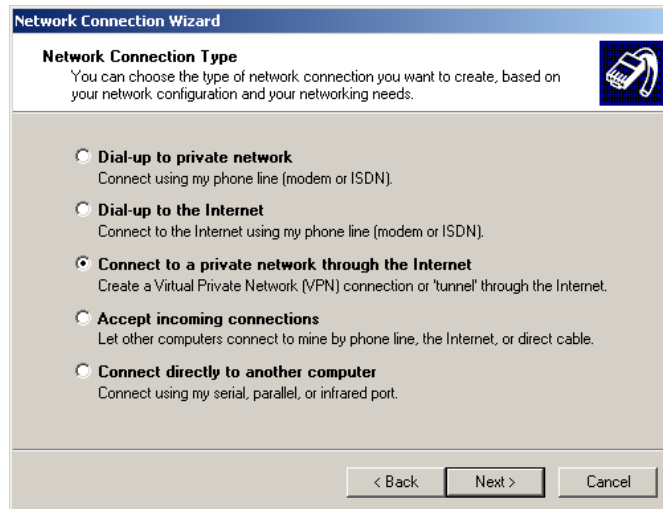 Network Connection Wizard
Network Connection Type
You can choose the type of network connection you want to create, based on
your network configuration and your networking needs.
Dial-up to private network
Connect using my phone line (modem or ISDN).
Dial-up to the Internet
Connect to the Internet using my phone line (modem or ISDN).
Connect to a private network through the Internet
Create a Virtual Private Network (VPN) connection or 'tunnel' through the Internet.
Accept incoming connections
Let other computers connect to mine by phone line, the Internet, or direct cable.
Connect directly to another computer
Connect using my serial, parallel, or infrared port.
< Back Next > Cancel